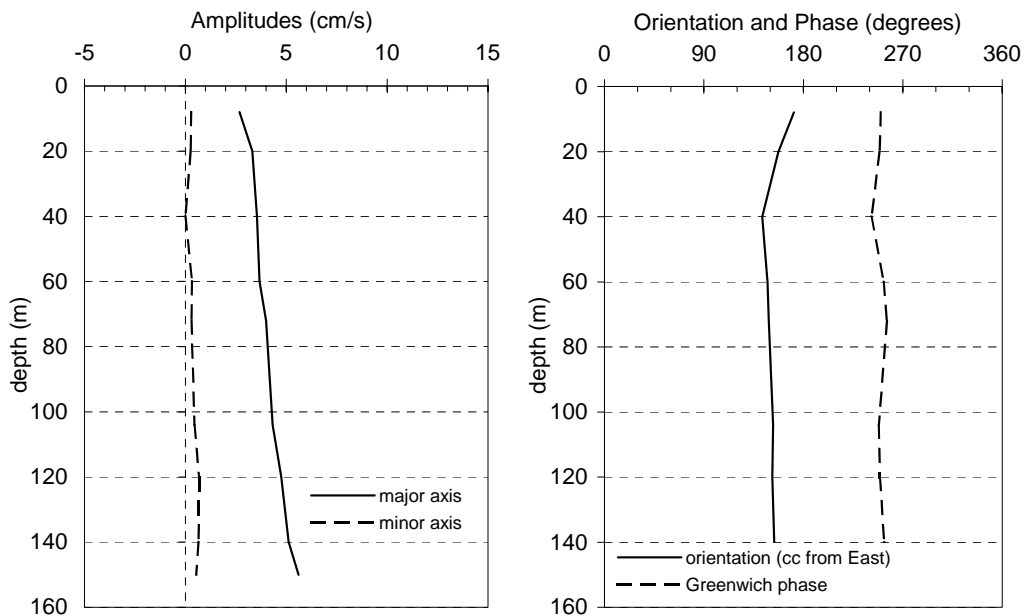 Amplitudes (cm/s)
-5 0 5 10 15
0
20
40
60
80
100
120
140
160
depth (m)
major axis
minor axis
Orientation and Phase (degrees)
0 90 180 270 360
0
20
40
60
80
100
120
140
160
depth (m)
orientation (cc from East)
Greenwich phase